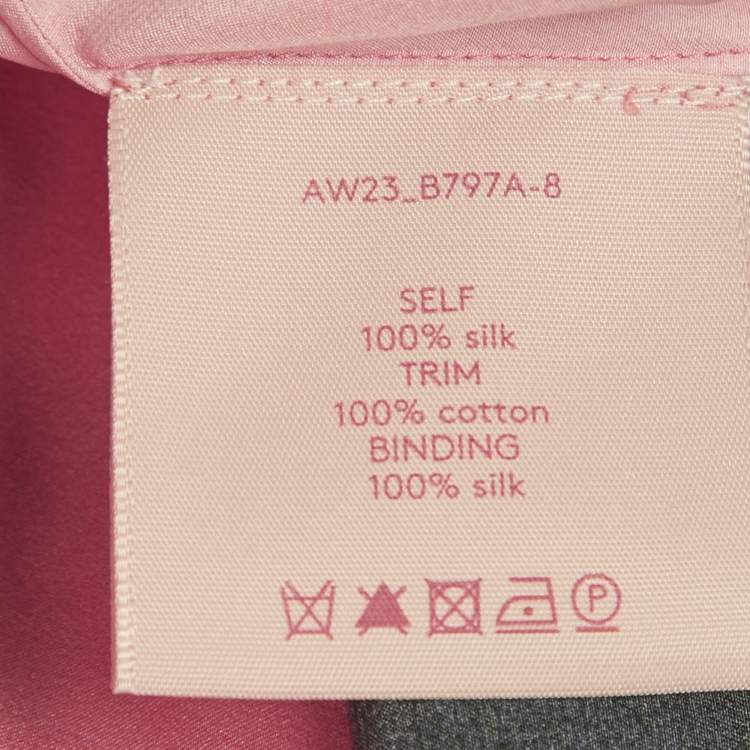 AW23_B797A-8
SELF
100% silk
TRIM
100% cotton
BINDING
100% silk
P